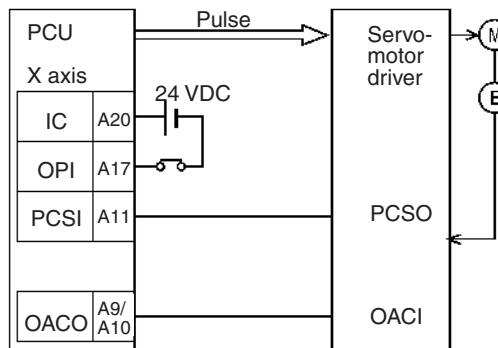 PCU
Pulse
Servo-
motor
driver
M
E
X axis
24 VDC
IC A20
OPI A17
PCSI A11
PCSO
OACO A9/
A10
OACI